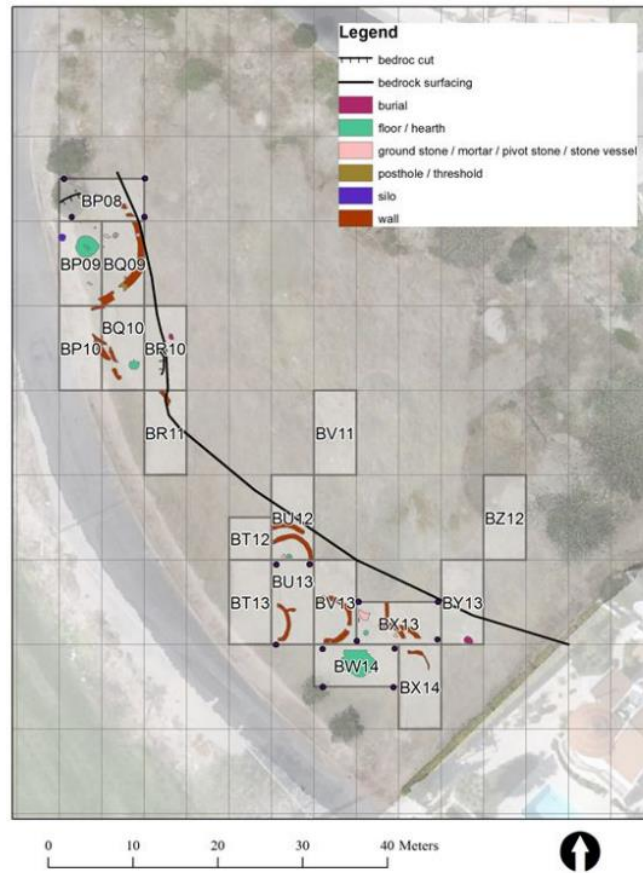 Legend
bedroc cut
bedrock surfacing
burial
floor / hearth
ground stone / mortar / pivot stone / stone vessel
posthole / threshold
silo
wall
BP08
BP09 BQ09
BP10 BQ10 BR10
BR11
BV11
BU12
BZ12
BT12
BU13
BT13 BV13 BX13 BY13
BW14
BX14
0 10 20 40 Meters